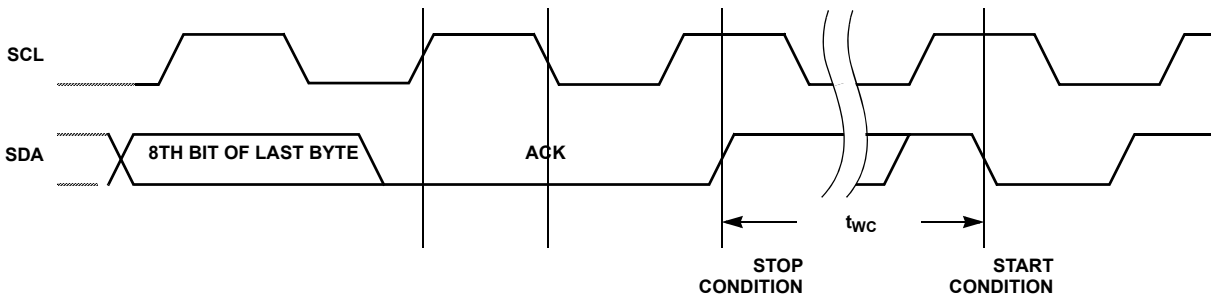 SCL
SDA
8TH BIT OF LAST BYTE
ACK
tWC
STOP
CONDITION
START
CONDITION